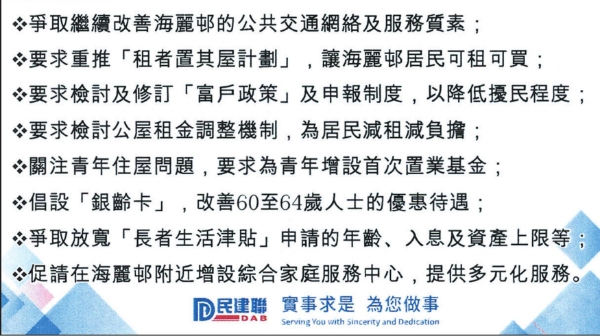 ❖爭取繼續改善海麗邨的公共交通網絡及服務質素；
❖要求重推「租者置其屋計劃」，讓海麗邨居民可租可買；
❖要求檢討及修訂「富戶政策」及申報制度，以降低擾民程度；
❖要求檢討公屋租金調整機制，為居民減租減負擔；
❖關注青年住屋問題，要求為青年增設首次置業基金；
❖倡設「銀齡卡」，改善60至64歲人士的優惠待遇；
❖爭取放寬「長者生活津貼」申請的年齡、入息及資產上限等；
❖促請在海麗邨附近增設綜合家庭服務中心，提供多元化服務。
民建聯 DAB 實事求是 為您做事
Serving You with Sincerity and Dedication